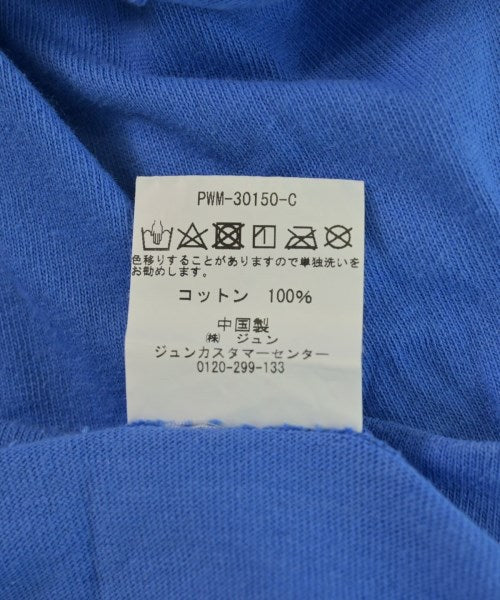 PWM-30150-C
色移りすることがありますので単独洗いを
お勧めします。
コットン 100%
中国製
㈱ ジュン
ジュンカスタマーセンター
0120-299-133